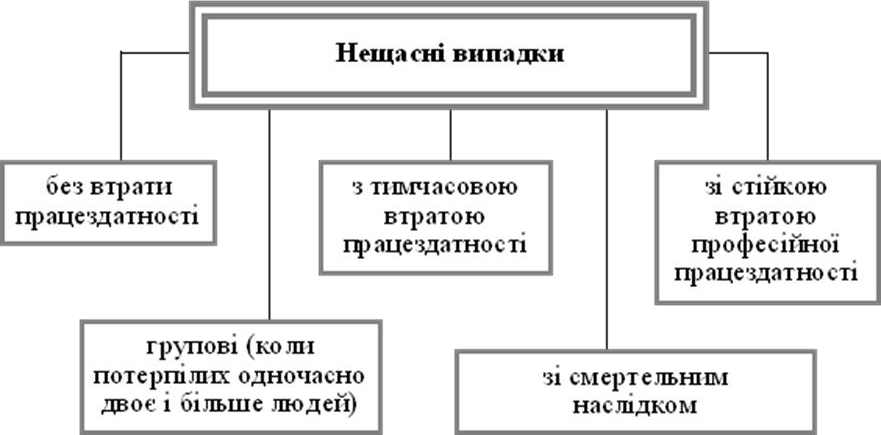 Нещасні випадки
без втрати
працездатності
з тимчасовою
втратою
працездатності
зі стійкою
втратою
професійної
працездатності
групові (коли
потерпілих одночасно
двоє і більше людей)
зі смертельним
наслідком